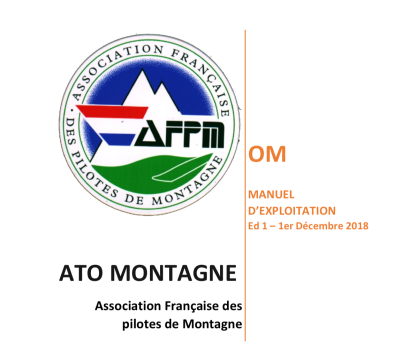 ASSOCIATION FRANÇAISE
DES PILOTES DE MONTAGNE
AFPM
OM
MANUEL
D'EXPLOITATION
Ed 1 – 1er Décembre 2018
ATO MONTAGNE
Association Française des
pilotes de Montagne